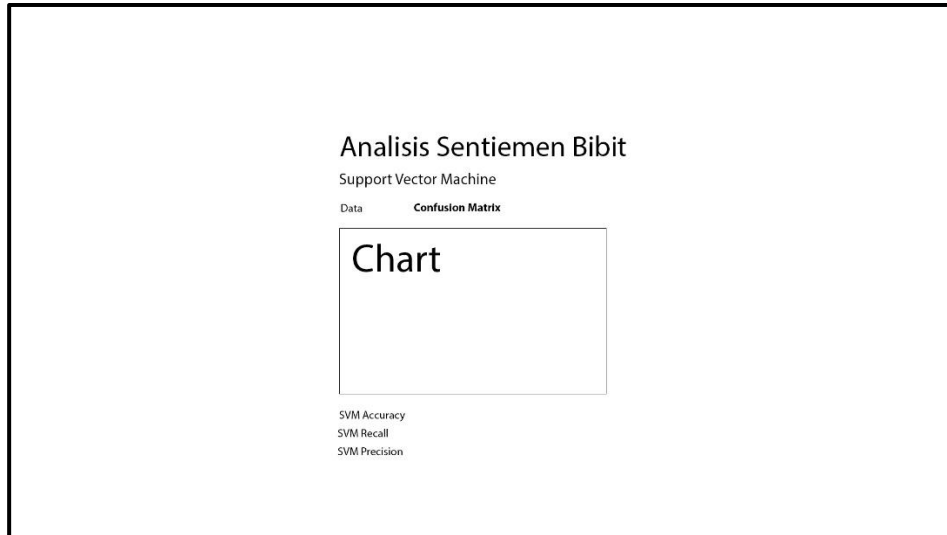 Analisis Sentiemen Bibit
Support Vector Machine
Data Confusion Matrix
Chart
SVM Accuracy
SVM Recall
SVM Precision